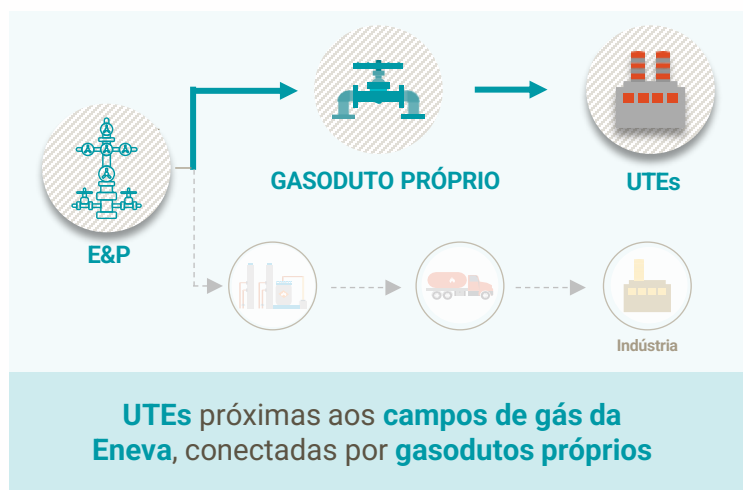 GASODUTO PRÓPRIO
UTEs
E&P
Indústria
UTEs próximas aos campos de gás da
Eneva, conectadas por gasodutos próprios